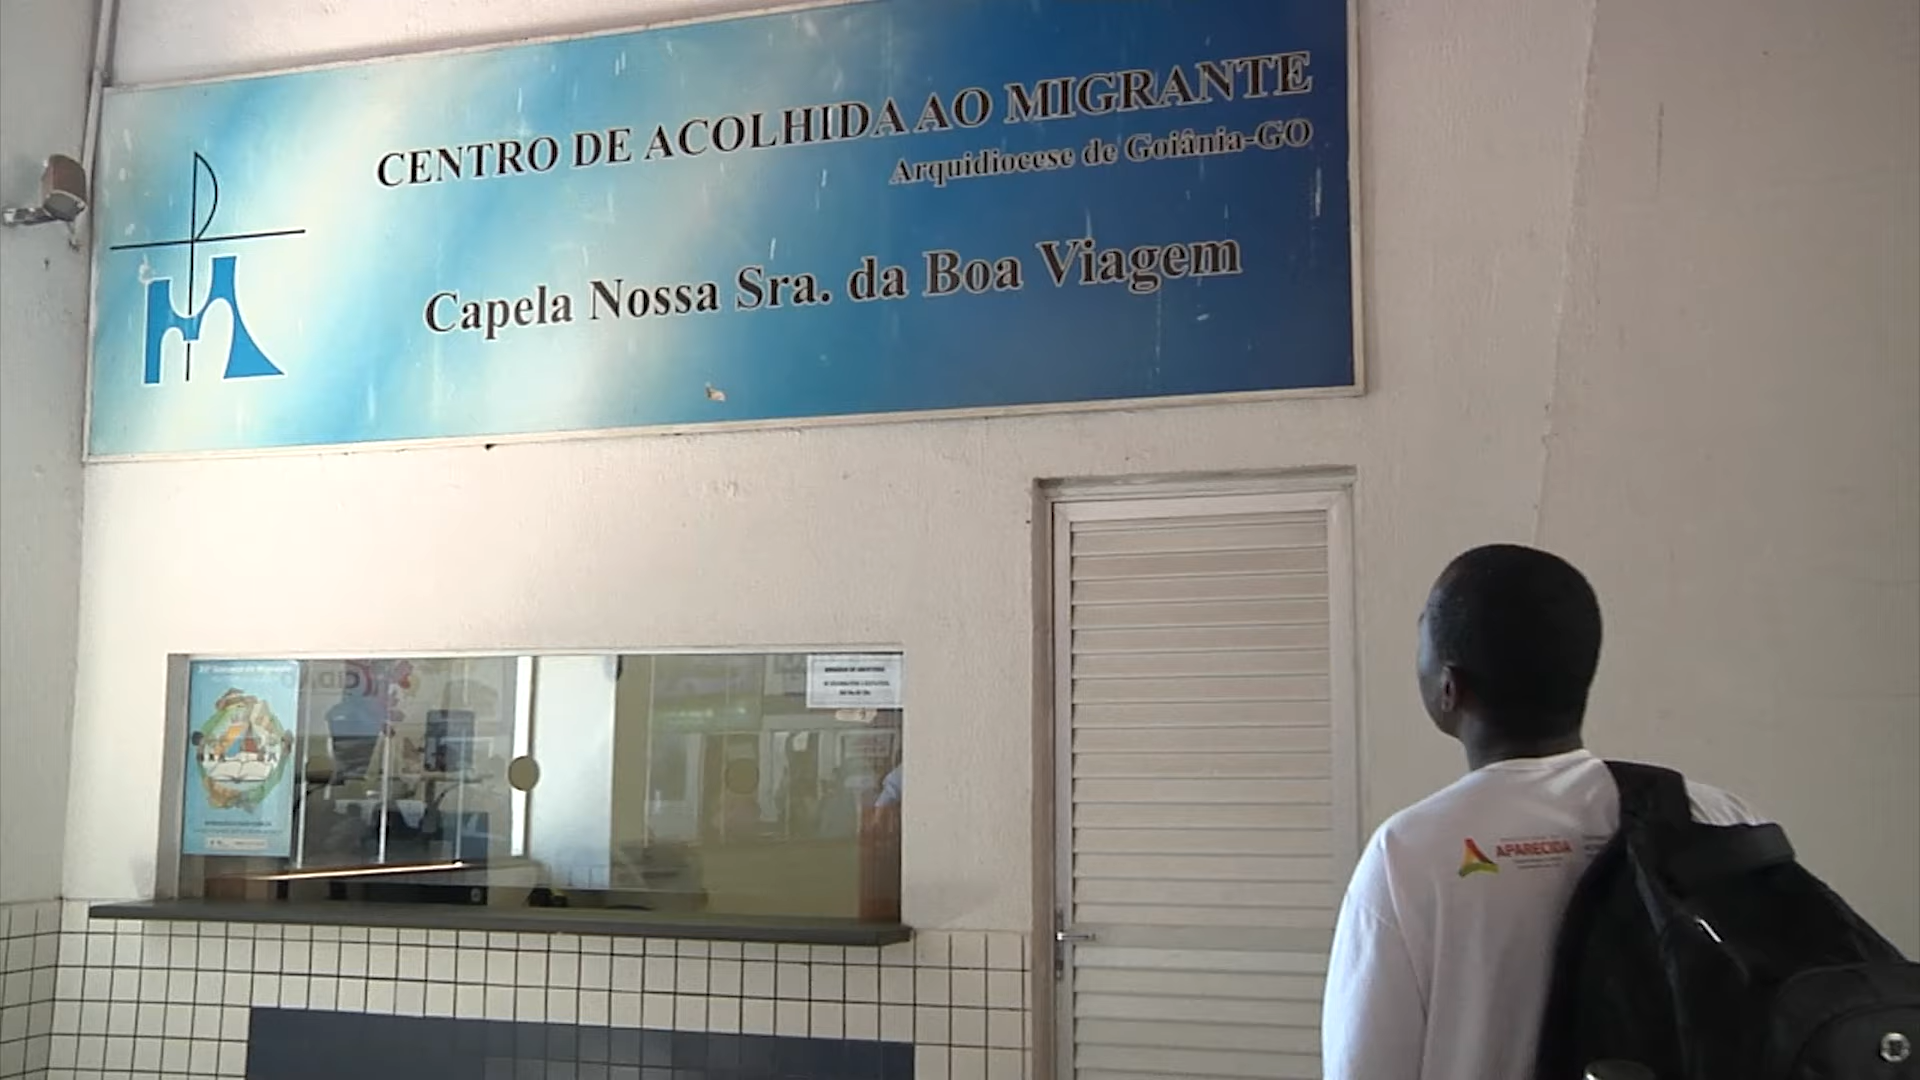 CENTRO DE ACOLHIDA AO MIGRANTE
Arquidiocese de Goiânia-GO
Capela Nossa Sra. da Boa Viagem
APARECIDA